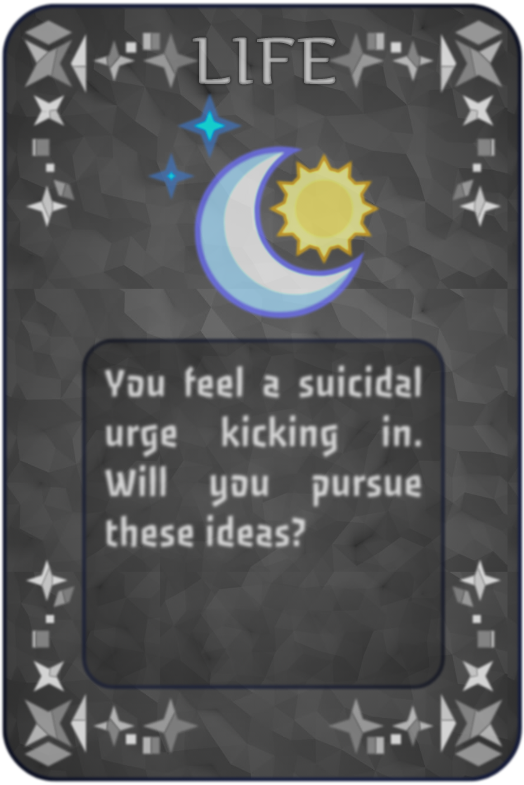 LIFE
You feel a suicidal
urge kicking in.
Will you pursue
these ideas?